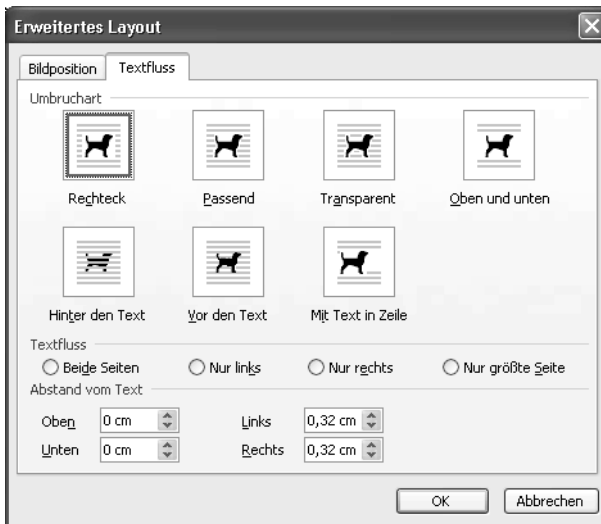 Erweitertes Layout
Bildposition Textfluss
Umbruchart
Rechteck Passend Transparent Oben und unten
Hinter den Text Vor den Text Mit Text in Zeile
Textfluss
Beide Seiten Nur links Nur rechts Nur größte Seite
Abstand vom Text
Oben 0 cm Links 0,32 cm
Unten 0 cm Rechts 0,32 cm
OK Abbrechen